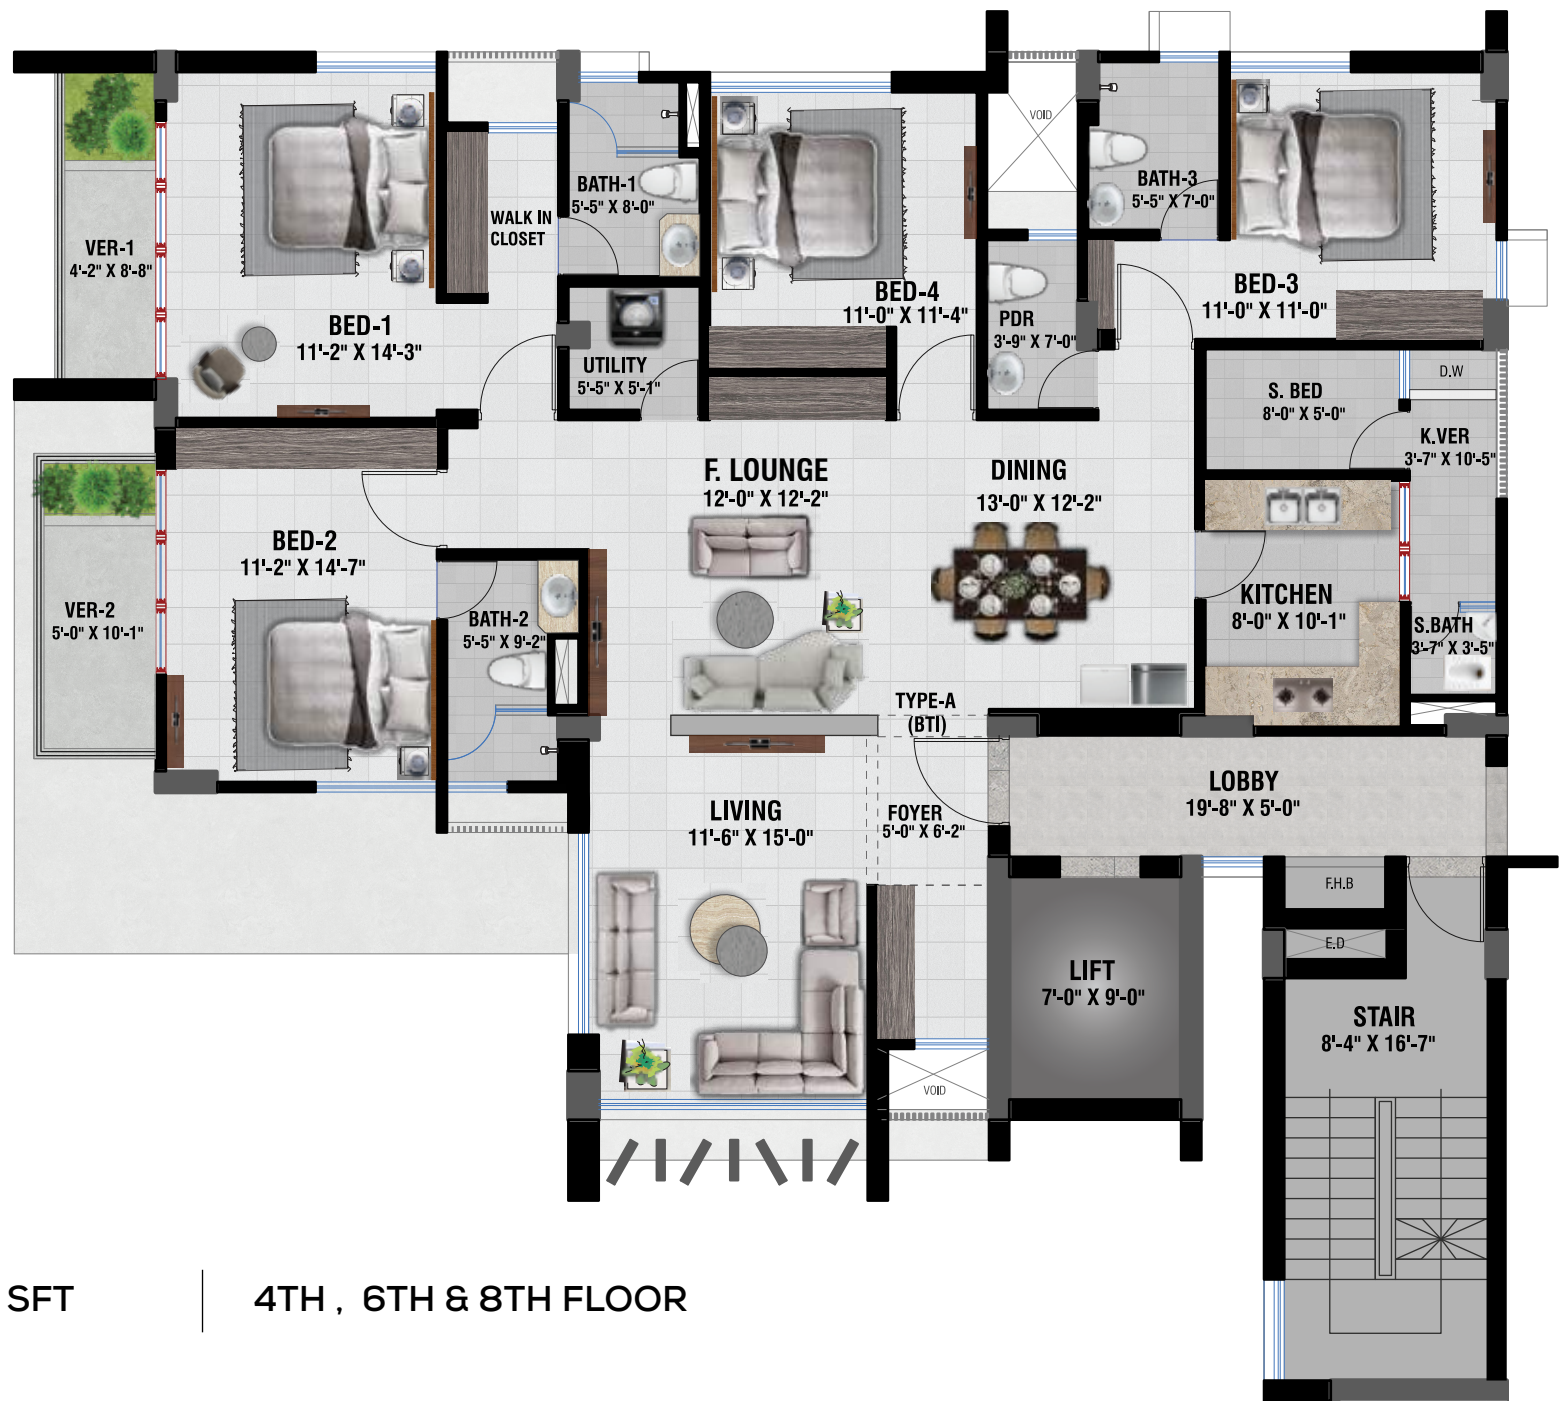 VOID
BATH-1
5'-5" X 8'-0"
BATH-3
5'-5" X 7'-0"
WALK IN
CLOSET
VER-1
4'-2" X 8'-8"
BED-4
11'-0" X 11'-4"
BED-3
11'-0" X 11'-0"
BED-1
11'-2" X 14'-3"
PDR
3'-9" X 7'-0"
UTILITY
5'-5" X 5'-1"
D.W
S. BED
8'-0" X 5'-0"
K.VER
3'-7" X 10'-5"
F. LOUNGE
12'-0" X 12'-2"
DINING
13'-0" X 12'-2"
BED-2
11'-2" X 14'-7"
VER-2
5'-0" X 10'-1"
BATH-2
5'-5" X 9'-2"
KITCHEN
8'-0" X 10'-1"
S.BATH
3'-7" X 3'-5"
TYPE-A
(BTI)
LOBBY
19'-8" X 5'-0"
LIVING
11'-6" X 15'-0"
FOYER
5'-0" X 6'-2"
F.H.B
E.D
LIFT
7'-0" X 9'-0"
STAIR
8'-4" X 16'-7"
VOID
SFT
4TH , 6TH & 8TH FLOOR